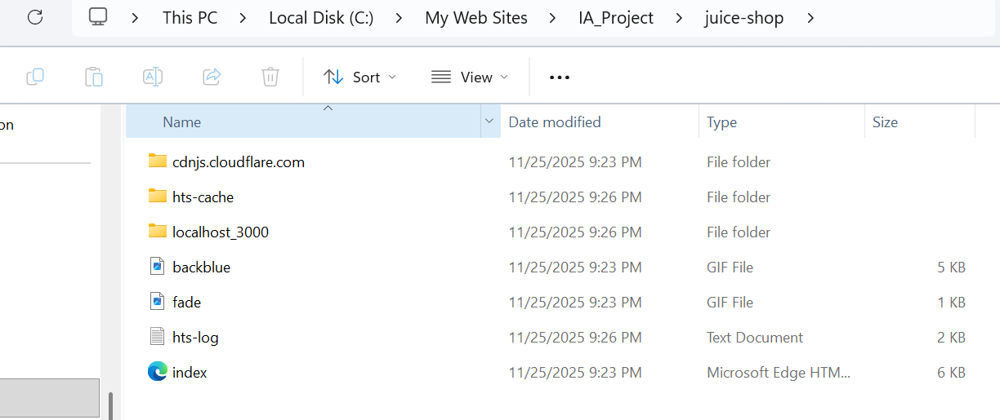 This PC > Local Disk (C:) > My Web Sites > IA_Project > juice-shop >
Sort View
on
Name Date modified Type Size
cdnjs.cloudflare.com 11/25/2025 9:23 PM File folder
hts-cache 11/25/2025 9:26 PM File folder
localhost_3000 11/25/2025 9:26 PM File folder
backblue 11/25/2025 9:23 PM GIF File 5 KB
fade 11/25/2025 9:23 PM GIF File 1 KB
hts-log 11/25/2025 9:26 PM Text Document 2 KB
index 11/25/2025 9:23 PM Microsoft Edge HTM... 6 KB